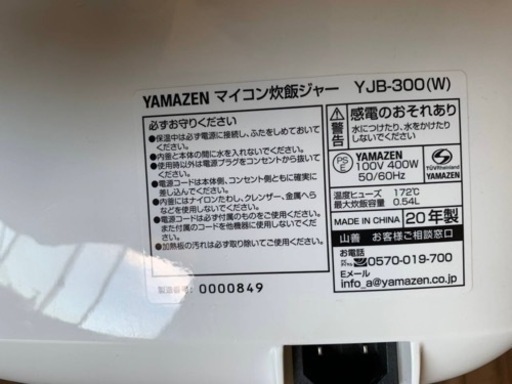 YAMAZEN マイコン炊飯ジャー YJB-300(W)
必ずお守りください
●保温中は必ず電源に接続し、ふたをしめておいてください。
●内釜と本体の間に水を入れないでください。
●使用時以外は電源プラグをコンセントから抜いてください。
●電源コードは本体側、コンセント側ともに確実に差し込んでください。
●内釜にはナイロンたわし、クレンザー、金属へらなどを使用しないでください。
●電源コードは必ず付属のものをご使用ください。また付属のコードを他機器に使用しないでください。
●加熱板の汚れは必ず取り除いてご使用ください。
製造番号: 0000849
警告
感電のおそれあり
水につけたり、水をかけたりしないでください
PS
E
YAMAZEN
100V 400W
50/60Hz
TÜVRheinland
YAMAZEN
温度ヒューズ 172℃
最大炊飯容量 0.54L
MADE IN CHINA 20年製
山善 お客様ご相談窓口
お電話
0570-019-700
Eメール
info_a@yamazen.co.jp